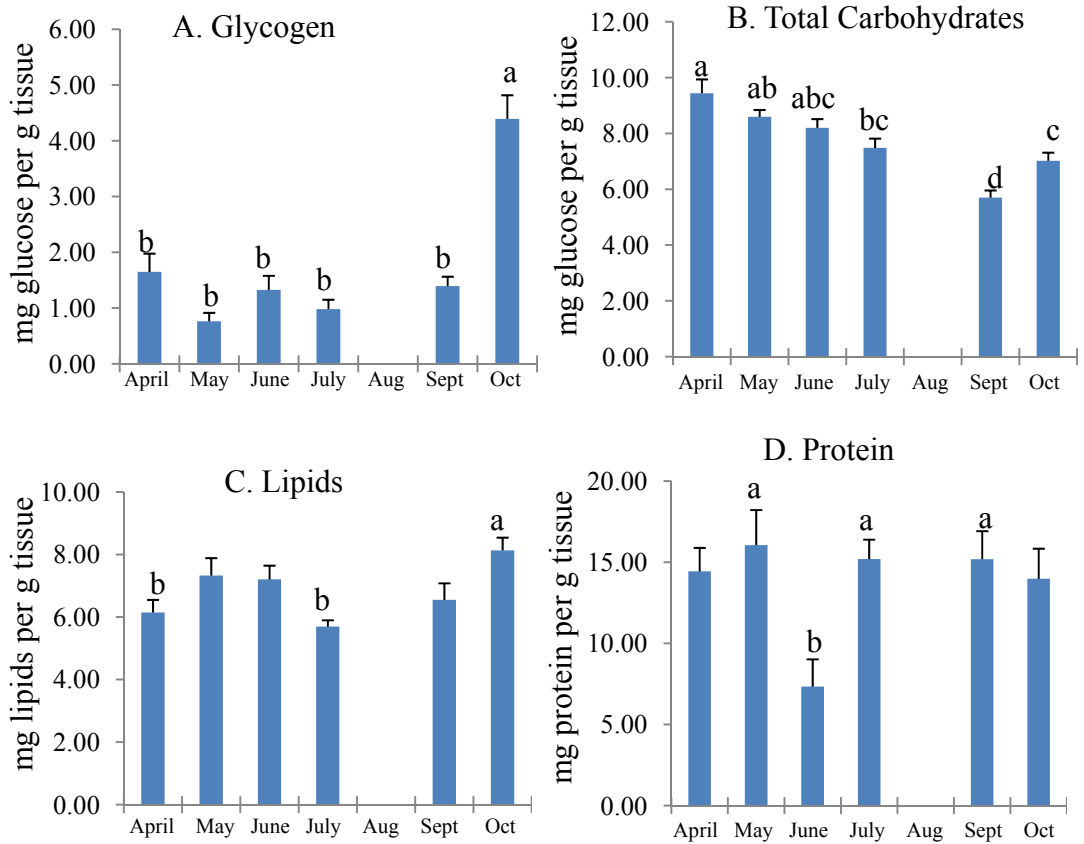 A. Glycogen
mg glucose per g tissue
6.00
5.00
4.00
3.00
2.00
1.00
0.00
b
b
b
b
b
a
April May June July Aug Sept Oct
B. Total Carbohydrates
mg glucose per g tissue
12.00
10.00
8.00
6.00
4.00
2.00
0.00
a
ab
abc
bc
d
c
April May June July Aug Sept Oct
C. Lipids
mg lipids per g tissue
10.00
8.00
6.00
4.00
2.00
0.00
b
b
a
April May June July Aug Sept Oct
D. Protein
mg protein per g tissue
20.00
15.00
10.00
5.00
0.00
a
b
a
a
April May June July Aug Sept Oct